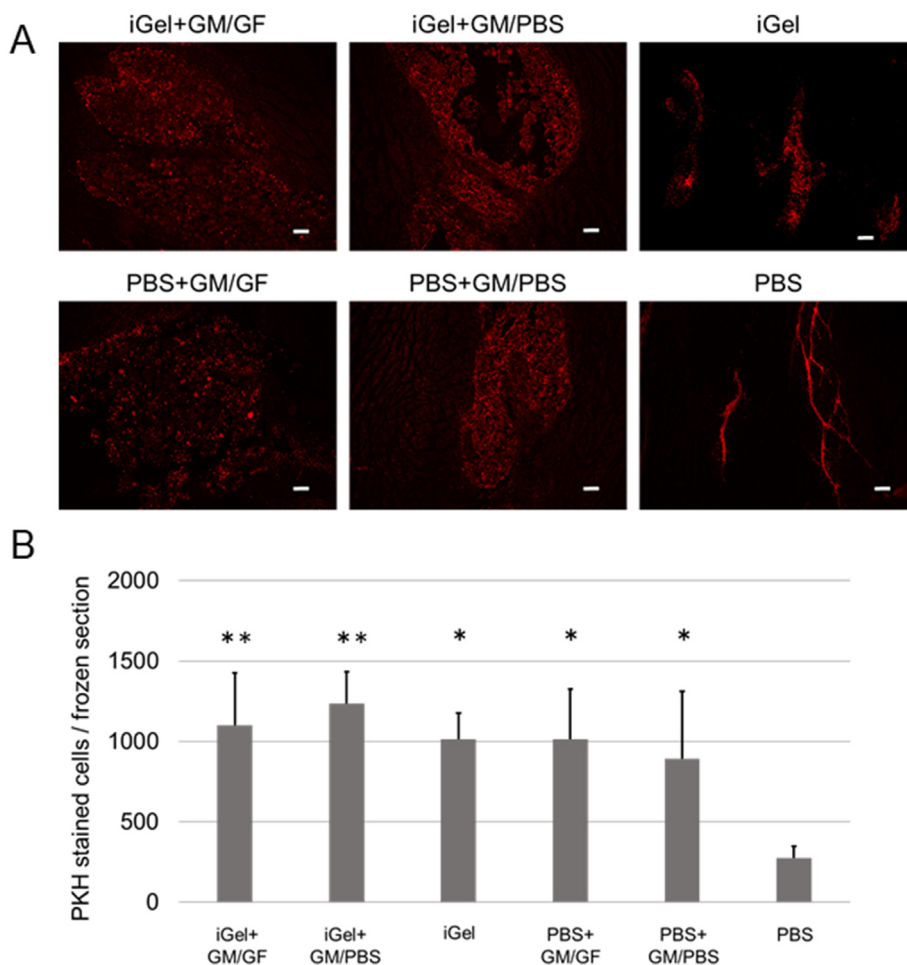 A
iGel+GM/GF
iGel+GM/PBS
iGel
PBS+GM/GF
PBS+GM/PBS
PBS
B
PKH stained cells / frozen section
2000
1500
1000
500
0
** ** * * *
iGel+
GM/GF
iGel+
GM/PBS
iGel
PBS+
GM/GF
PBS+
GM/PBS
PBS